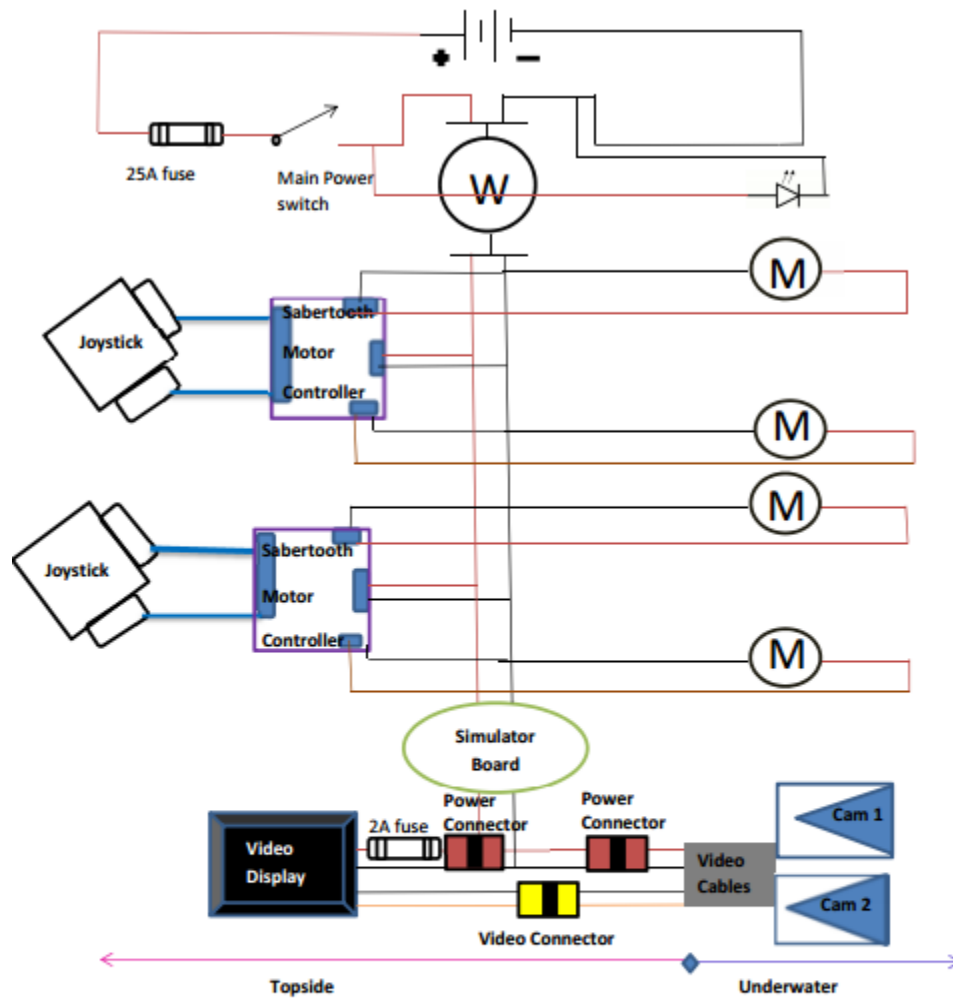 +
−
25A fuse
Main Power
switch
W
M
Joystick
Sabertooth
Motor
Controller
M
M
Joystick
Sabertooth
Motor
Controller
M
Simulator
Board
Power
Connector
Power
Connector
2A fuse
Video
Display
Video
Cables
Cam 1
Cam 2
Video Connector
Topside
Underwater